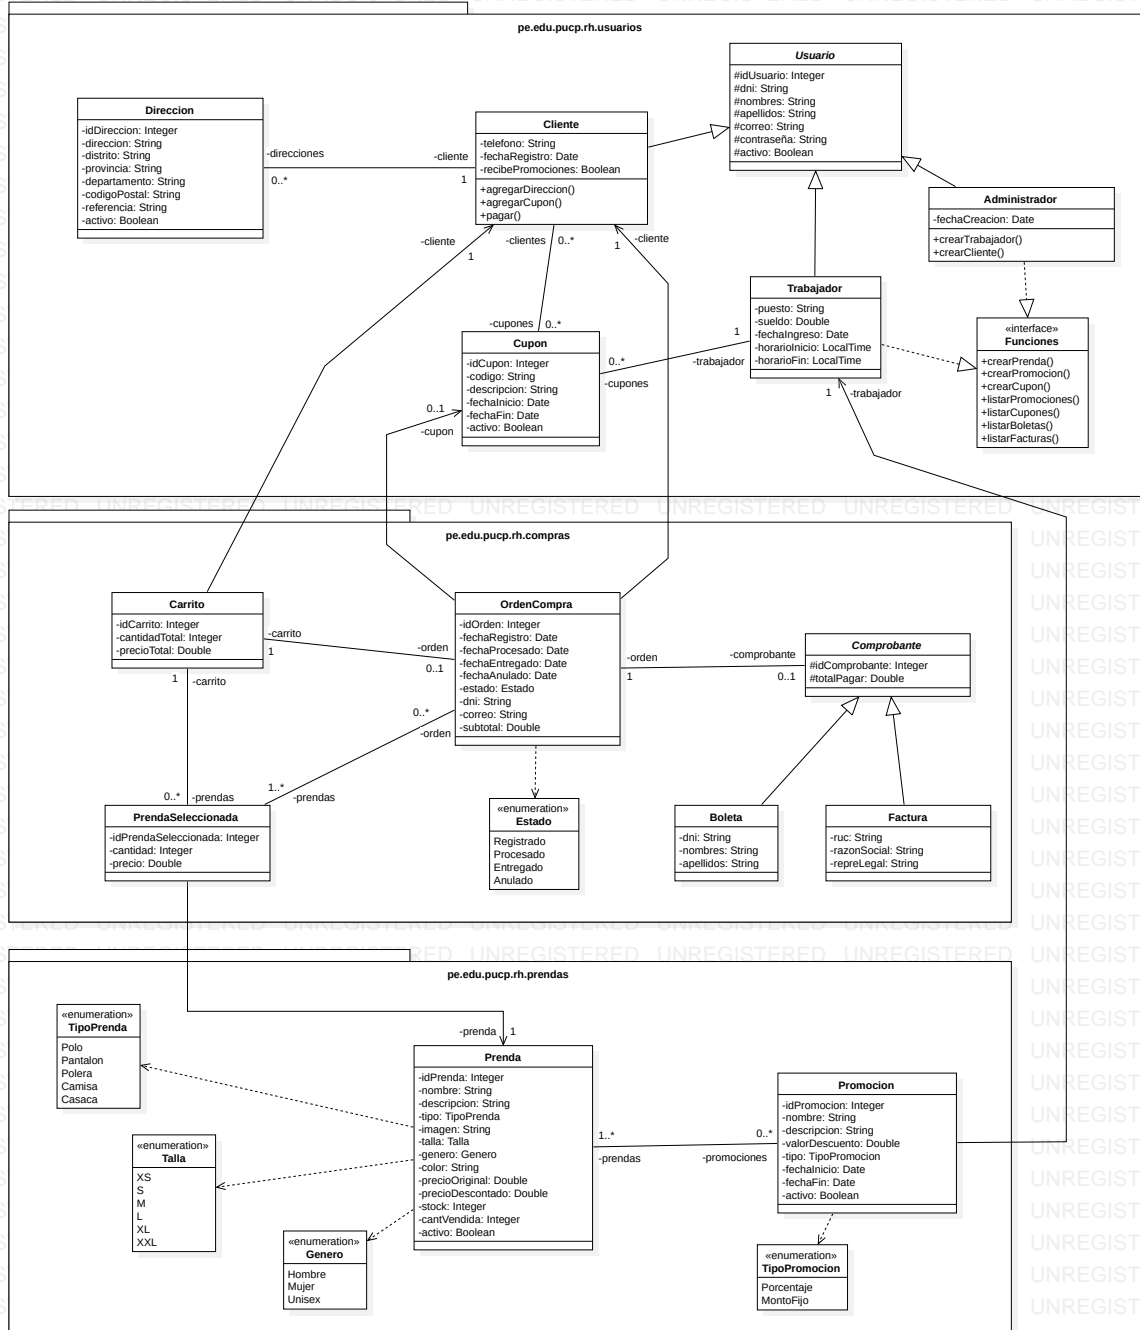 pe.edu.pucp.rh.usuarios
Usuario
#idUsuario: Integer
#dni: String
#nombres: String
#apellidos: String
#correo: String
#contraseña: String
#activo: Boolean
Direccion
-idDireccion: Integer
-direccion: String
-distrito: String
-provincia: String
-departamento: String
-codigoPostal: String
-referencia: String
-activo: Boolean
-direcciones
0..*
-cliente
1
Cliente
-telefono: String
-fechaRegistro: Date
-recibePromociones: Boolean
+agregarDireccion()
+agregarCupon()
+pagar()
Administrador
-fechaCreacion: Date
+crearTrabajador()
+crearCliente()
-cliente
1
-clientes
0..*
1
-cliente
Trabajador
-puesto: String
-sueldo: Double
-fechaIngreso: Date
-horarioInicio: LocalTime
-horarioFin: LocalTime
«interface»
Funciones
+crearPrenda()
+crearPromocion()
+crearCupon()
+listarPromociones()
+listarCupones()
+listarBoletas()
+listarFacturas()
-cupones
0..*
Cupon
-idCupon: Integer
-codigo: String
-descripcion: String
-fechaInicio: Date
-fechaFin: Date
-activo: Boolean
0..*
-cupones
1
-trabajador
0..1
-cupon
1
-trabajador
pe.edu.pucp.rh.compras
Carrito
-idCarrito: Integer
-cantidadTotal: Integer
-precioTotal: Double
-carrito
1
-orden
0..1
OrdenCompra
-idOrden: Integer
-fechaRegistro: Date
-fechaProcesado: Date
-fechaEntregado: Date
-fechaAnulado: Date
-estado: Estado
-dni: String
-correo: String
-subtotal: Double
-orden
1
-comprobante
0..1
Comprobante
#idComprobante: Integer
#totalPagar: Double
1
-carrito
0..*
-orden
0..*
-prendas
1..*
-prendas
PrendaSeleccionada
-idPrendaSeleccionada: Integer
-cantidad: Integer
-precio: Double
«enumeration»
Estado
Registrado
Procesado
Entregado
Anulado
Boleta
-dni: String
-nombres: String
-apellidos: String
Factura
-ruc: String
-razonSocial: String
-repreLegal: String
pe.edu.pucp.rh.prendas
«enumeration»
TipoPrenda
Polo
Pantalon
Polera
Camisa
Casaca
-prenda
1
Prenda
-idPrenda: Integer
-nombre: String
-descripcion: String
-tipo: TipoPrenda
-imagen: String
-talla: Talla
-genero: Genero
-color: String
-precioOriginal: Double
-precioDescontado: Double
-stock: Integer
-cantVendida: Integer
-activo: Boolean
1..*
-prendas
0..*
-promociones
Promocion
-idPromocion: Integer
-nombre: String
-descripcion: String
-valorDescuento: Double
-tipo: TipoPromocion
-fechaInicio: Date
-fechaFin: Date
-activo: Boolean
«enumeration»
Talla
XS
S
M
L
XL
XXL
«enumeration»
Genero
Hombre
Mujer
Unisex
«enumeration»
TipoPromocion
Porcentaje
MontoFijo
UNREGISTERED